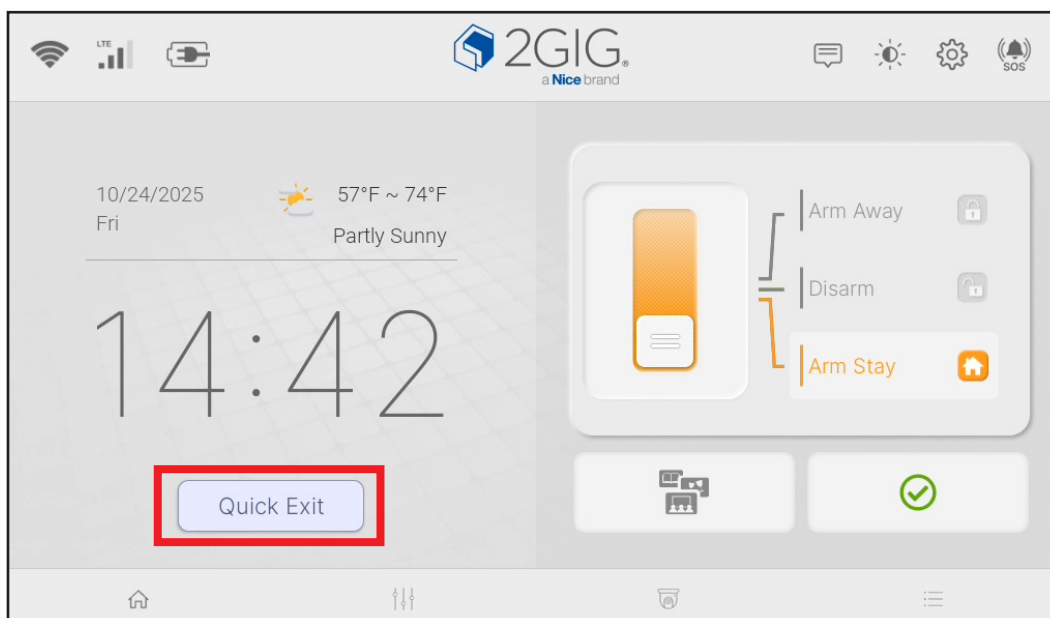 LTE
2GIG®
a Nice brand
SOS
10/24/2025
Fri
57°F ~ 74°F
Partly Sunny
14:42
Quick Exit
Arm Away
Disarm
Arm Stay